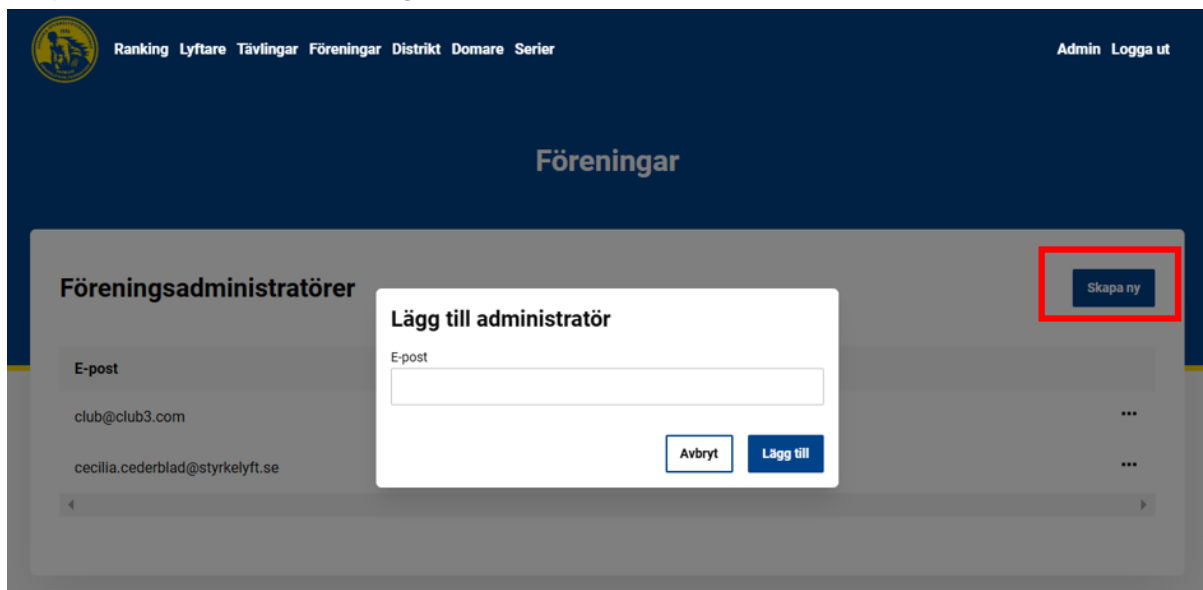 Ranking Lyftare Tävlingar Föreningar Distrikt Domare Serier Admin Logga ut
Föreningar
Föreningsadministratörer
Skapa ny
Lägg till administratör
E-post
E-post
club@club3.com
cecilia.cederblad@styrkelyft.se
Avbryt Lägg till